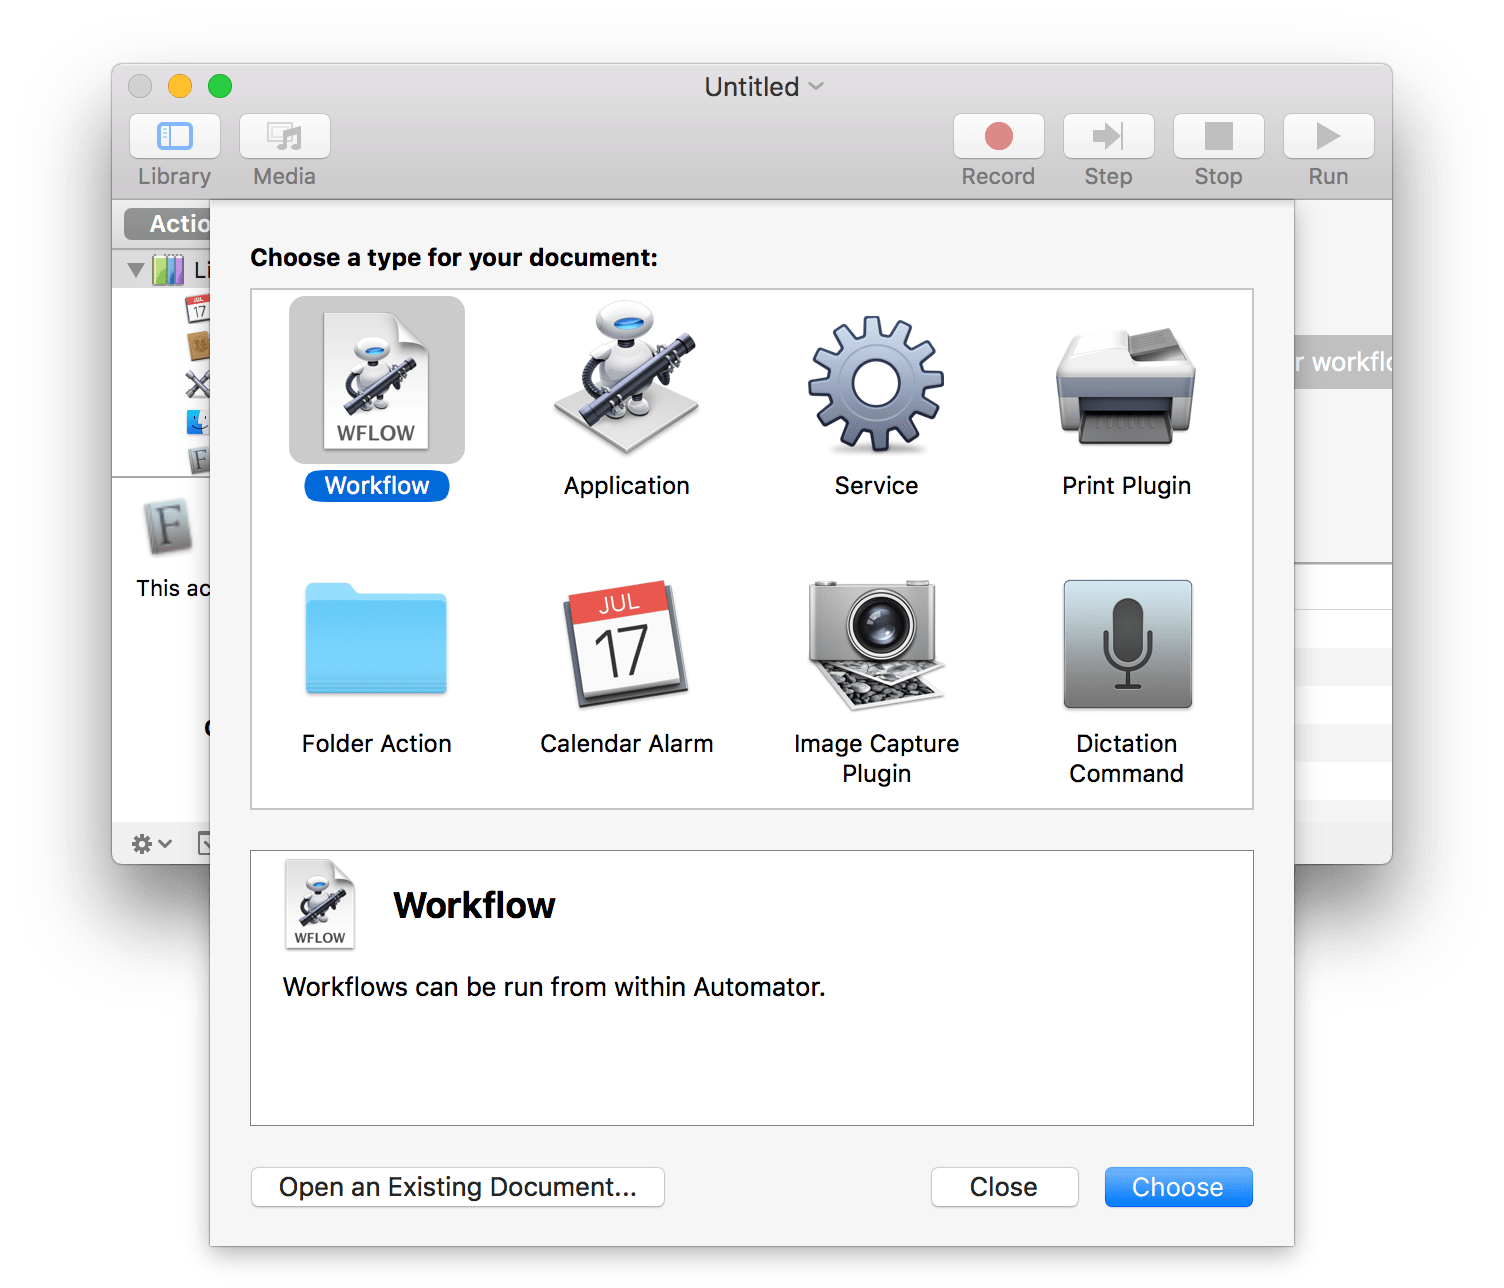 Untitled
Library
Media
Record
Step
Stop
Run
Actio
Li
JUL
17
r workflo
F
F
This ac
Choose a type for your document:
WFLOW
Workflow
Application
Service
Print Plugin
Folder Action
JUL
17
Calendar Alarm
Image Capture
Plugin
Dictation
Command
WFLOW
Workflow
Workflows can be run from within Automator.
Open an Existing Document...
Close
Choose